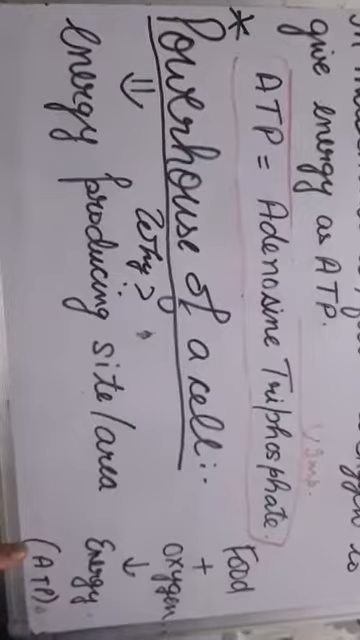 give energy as ATP.
V Imp.
* ATP = Adenosine Triphosphate.
Powerhouse of a cell:-
⇓ Why?
Energy producing site/area
Food
+
oxygen
↓
Energy
(ATP).